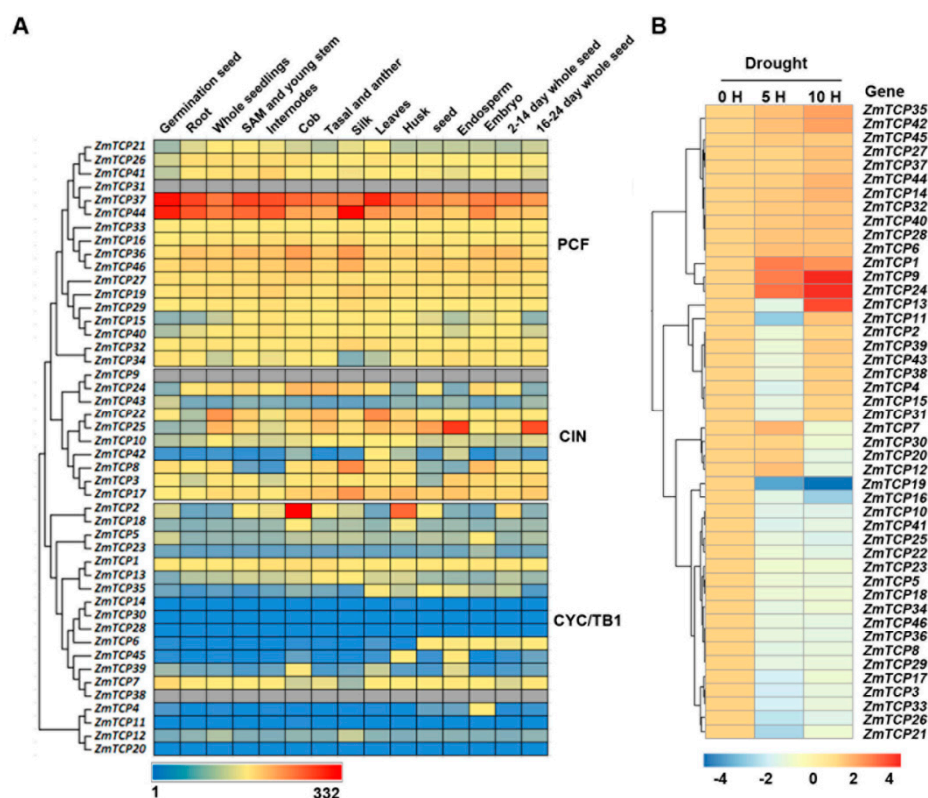 A
Germination seed
Root
Whole seedlings
SAM and young stem
Internodes
Cob
Tasal and anther
Silk
Leaves
Husk
seed
Endosperm
Embryo
2-14 day whole seed
16-24 day whole seed
ZmTCP21
ZmTCP26
ZmTCP41
ZmTCP31
ZmTCP37
ZmTCP44
ZmTCP33
ZmTCP16
ZmTCP36
ZmTCP46
ZmTCP27
ZmTCP19
ZmTCP29
ZmTCP15
ZmTCP40
ZmTCP32
ZmTCP34
PCF
ZmTCP9
ZmTCP24
ZmTCP43
ZmTCP22
ZmTCP25
ZmTCP10
ZmTCP42
ZmTCP8
ZmTCP3
ZmTCP17
CIN
ZmTCP2
ZmTCP18
ZmTCP5
ZmTCP23
ZmTCP1
ZmTCP13
ZmTCP35
ZmTCP14
ZmTCP30
ZmTCP28
ZmTCP6
ZmTCP45
ZmTCP39
ZmTCP7
ZmTCP38
ZmTCP4
ZmTCP11
ZmTCP12
ZmTCP20
CYC/TB1
1 332
B
Drought
0 H 5 H 10 H
Gene
ZmTCP35
ZmTCP42
ZmTCP45
ZmTCP27
ZmTCP37
ZmTCP44
ZmTCP14
ZmTCP32
ZmTCP40
ZmTCP28
ZmTCP6
ZmTCP1
ZmTCP9
ZmTCP24
ZmTCP13
ZmTCP11
ZmTCP2
ZmTCP39
ZmTCP43
ZmTCP38
ZmTCP4
ZmTCP15
ZmTCP31
ZmTCP7
ZmTCP30
ZmTCP20
ZmTCP12
ZmTCP19
ZmTCP16
ZmTCP10
ZmTCP41
ZmTCP25
ZmTCP22
ZmTCP23
ZmTCP5
ZmTCP18
ZmTCP34
ZmTCP46
ZmTCP36
ZmTCP8
ZmTCP29
ZmTCP17
ZmTCP3
ZmTCP33
ZmTCP26
ZmTCP21
-4 -2 0 2 4